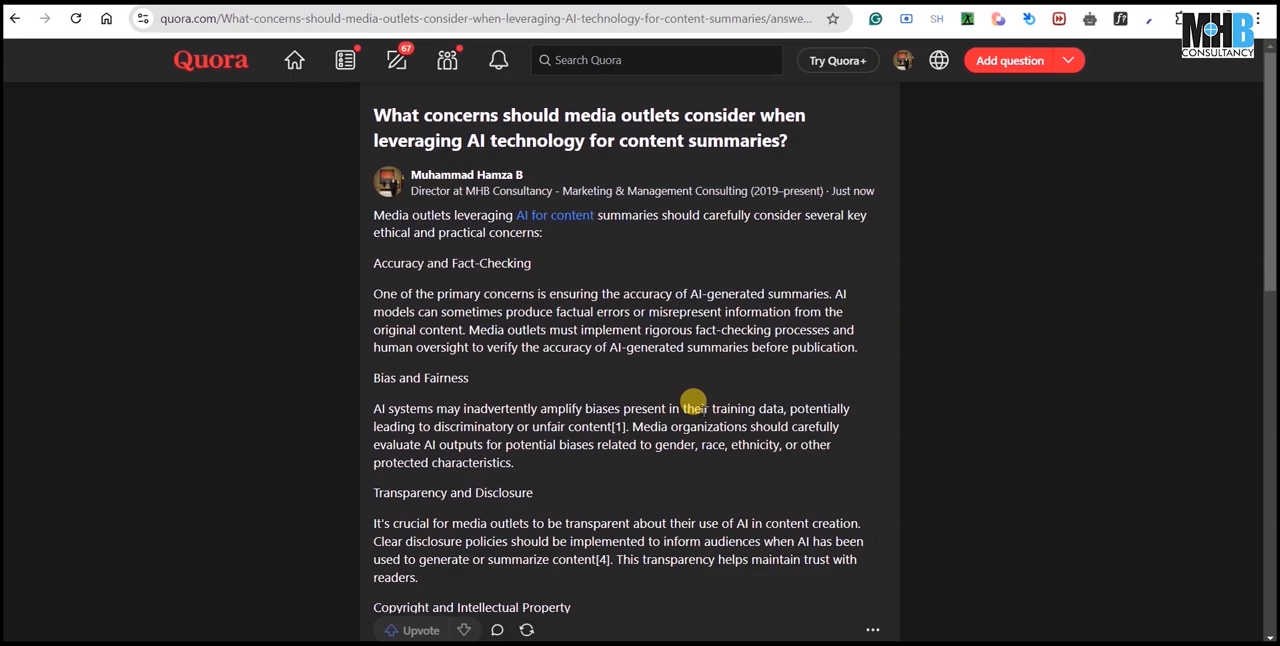 quora.com/What-concerns-should-media-outlets-consider-when-leveraging-AI-technology-for-content-summaries/answe...
SH
f?
MHB
CONSULTANCY
Quora
67
Search Quora
Try Quora+
Add question
What concerns should media outlets consider when
leveraging AI technology for content summaries?
Muhammad Hamza B
Director at MHB Consultancy - Marketing & Management Consulting (2019–present) · Just now
Media outlets leveraging AI for content summaries should carefully consider several key
ethical and practical concerns:
Accuracy and Fact-Checking
One of the primary concerns is ensuring the accuracy of AI-generated summaries. AI
models can sometimes produce factual errors or misrepresent information from the
original content. Media outlets must implement rigorous fact-checking processes and
human oversight to verify the accuracy of AI-generated summaries before publication.
Bias and Fairness
AI systems may inadvertently amplify biases present in their training data, potentially
leading to discriminatory or unfair content[1]. Media organizations should carefully
evaluate AI outputs for potential biases related to gender, race, ethnicity, or other
protected characteristics.
Transparency and Disclosure
It's crucial for media outlets to be transparent about their use of AI in content creation.
Clear disclosure policies should be implemented to inform audiences when AI has been
used to generate or summarize content[4]. This transparency helps maintain trust with
readers.
Copyright and Intellectual Property
Upvote